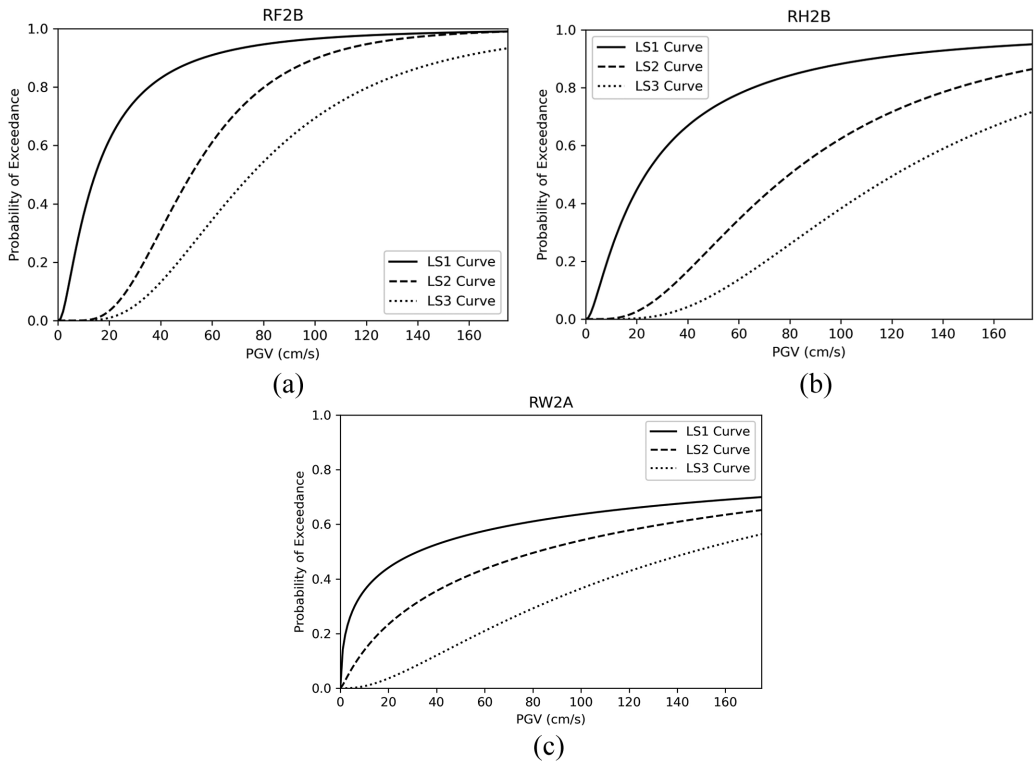 RF2B
1.0
0.8
0.6
0.4
0.2
0.0
Probability of Exceedance
LS1 Curve
LS2 Curve
LS3 Curve
0 20 40 60 80 100 120 140 160
PGV (cm/s)
(a)
RH2B
1.0
0.8
0.6
0.4
0.2
0.0
Probability of Exceedance
LS1 Curve
LS2 Curve
LS3 Curve
0 20 40 60 80 100 120 140 160
PGV (cm/s)
(b)
RW2A
1.0
0.8
0.6
0.4
0.2
0.0
Probability of Exceedance
LS1 Curve
LS2 Curve
LS3 Curve
0 20 40 60 80 100 120 140 160
PGV (cm/s)
(c)